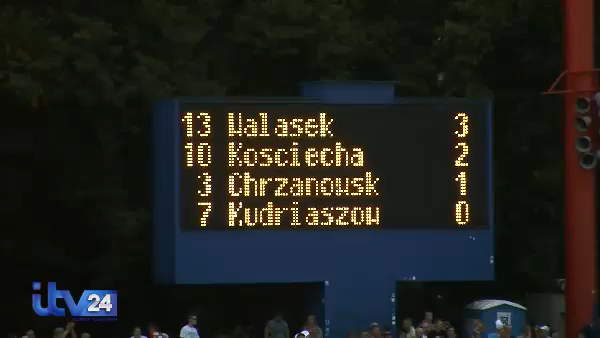 13 Walasek 3
10 Kosciecha 2
3 Chrzanowsk 1
7 Kudriaszow 0
itv24